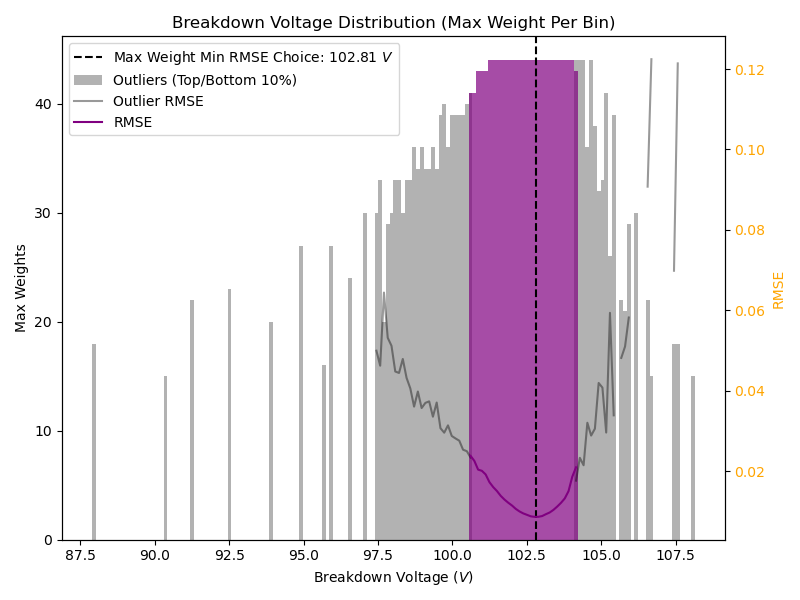 Breakdown Voltage Distribution (Max Weight Per Bin)
Max Weight Min RMSE Choice: 102.81 V
Outliers (Top/Bottom 10%)
Outlier RMSE
RMSE
Max Weights
40
30
20
10
0
0.12
0.10
0.08
0.06
0.04
0.02
RMSE
87.5 90.0 92.5 95.0 97.5 100.0 102.5 105.0 107.5
Breakdown Voltage (V)